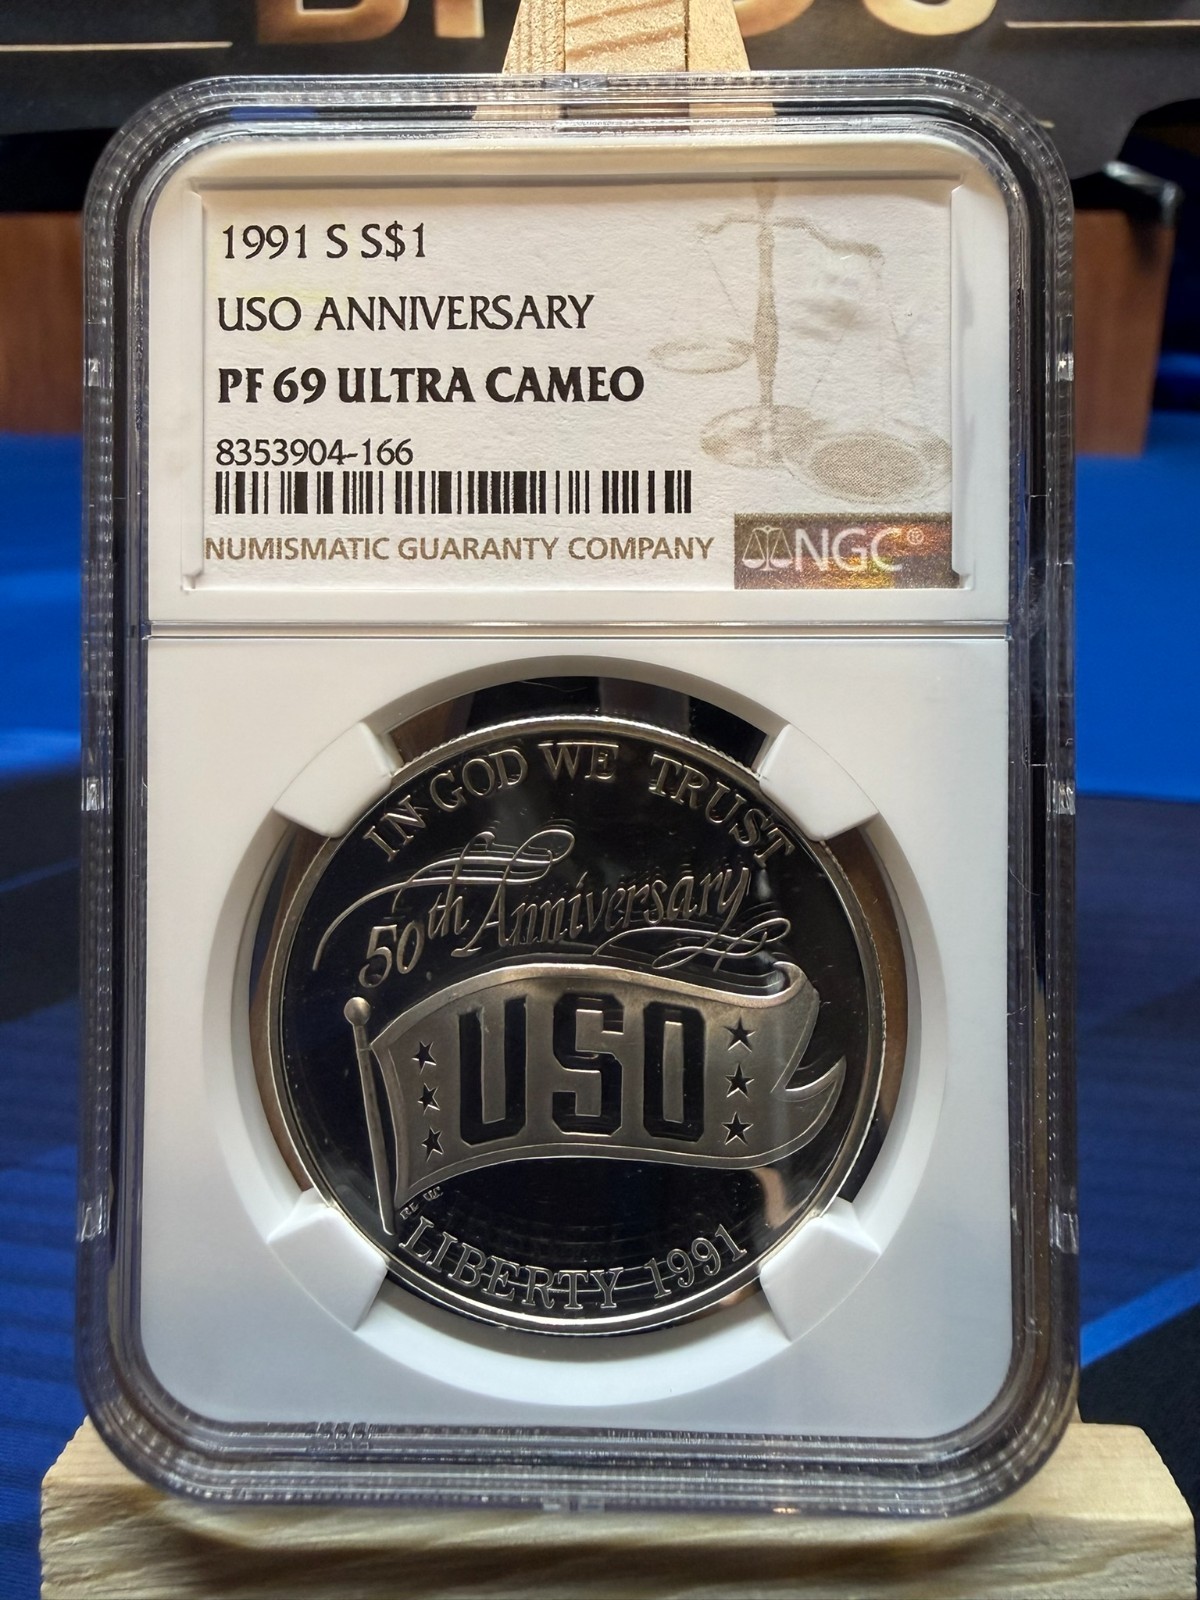 1991 S S$1
USO ANNIVERSARY
PF 69 ULTRA CAMEO
8353904-166
NUMISMATIC GUARANTY COMPANY
NGC®
IN GOD WE TRUST
50th Anniversary
USO
LIBERTY 1991